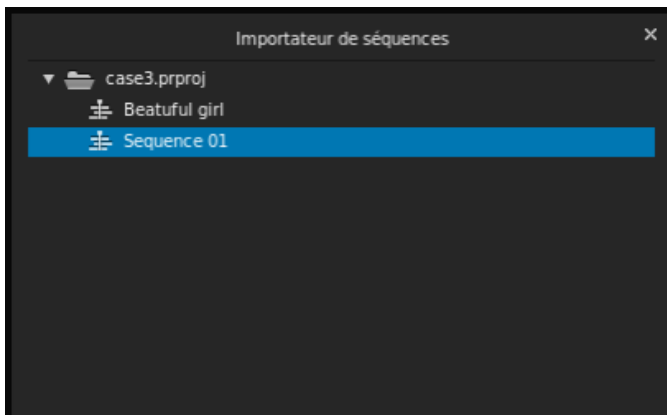 Importateur de séquences
case3.prproj
Beatuful girl
Sequence 01